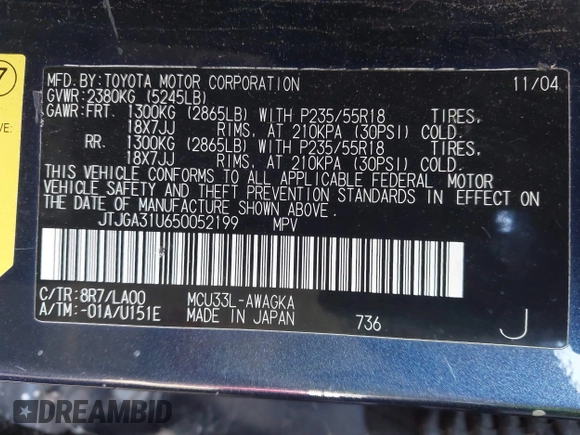 7
MFD.BY:TOYOTA MOTOR CORPORATION 11/04
GVWR:2380KG (5245LB)
GAWR:FRT. 1300KG (2865LB) WITH P235/55R18 TIRES,
18X7JJ RIMS, AT 210KPA (30PSI) COLD.
RR. 1300KG (2865LB) WITH P235/55R18 TIRES,
18X7JJ RIMS, AT 210KPA (30PSI) COLD.
THIS VEHICLE CONFORMS TO ALL APPLICABLE FEDERAL MOTOR
VEHICLE SAFETY AND THEFT PREVENTION STANDARDS IN EFFECT ON
THE DATE OF MANUFACTURE SHOWN ABOVE.
JTJGA31U650052199 MPV
C/TR:8R7/LA00 MCU33L-AWAGKA
A/TM:-01A/U151E MADE IN JAPAN 736 J
DREAMBID